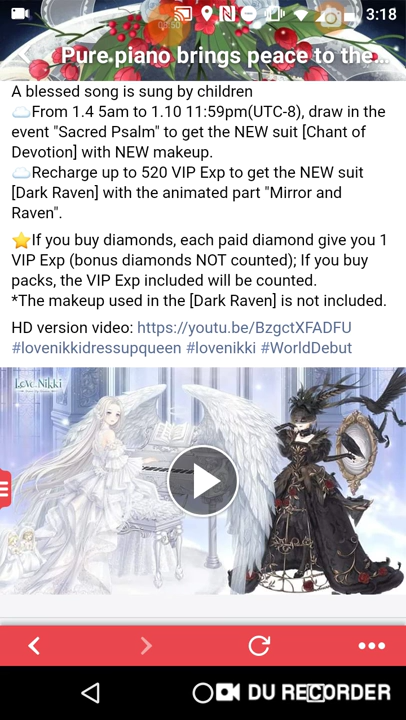 3:18
Pure piano brings peace to the...
A blessed song is sung by children
☁️From 1.4 5am to 1.10 11:59pm(UTC-8), draw in the
event "Sacred Psalm" to get the NEW suit [Chant of
Devotion] with NEW makeup.
☁️Recharge up to 520 VIP Exp to get the NEW suit
[Dark Raven] with the animated part "Mirror and
Raven".
⭐If you buy diamonds, each paid diamond give you 1
VIP Exp (bonus diamonds NOT counted); If you buy
packs, the VIP Exp included will be counted.
*The makeup used in the [Dark Raven] is not included.
HD version video: https://youtu.be/BzgctXFADFU
#lovenikkidressupqueen #lovenikki #WorldDebut
Love Nikki
DU RECORDER